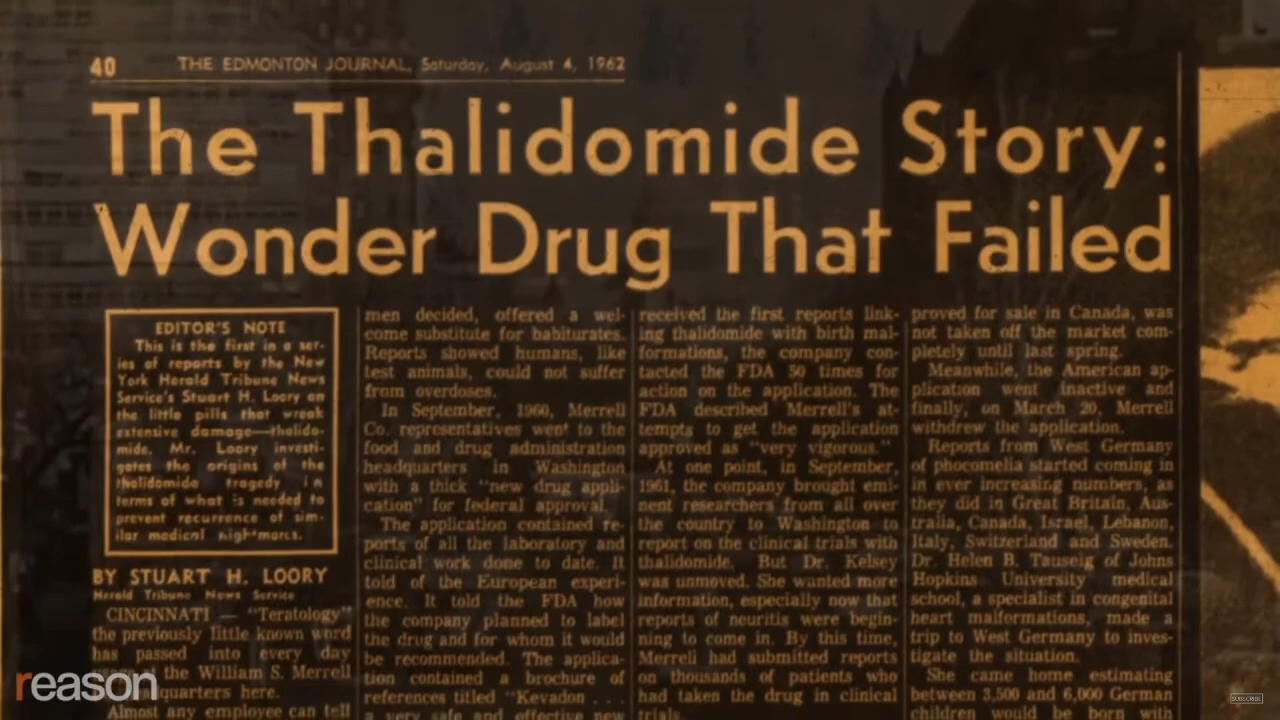 40 THE EDMONTON JOURNAL, Saturday, August 4, 1962
The Thalidomide Story:
Wonder Drug That Failed
EDITOR'S NOTE
This is the first in a ser-
ies of reports by the New
York Herald Tribune News
Service's Stuart H. Loory on
the little pills that wreak
extensive damage—thalido-
mide. Mr. Loory investi-
gates the origins of the
thalidomide tragedy in
terms of what is needed to
prevent recurrence of sim-
ilar medical nightmares.
BY STUART H. LOORY
Herald Tribune News Service
CINCINNATI — "Teratology"
the previously little known word
has passed into every day
at the William S. Merrell
quarters here.
Almost any employee can tell
men decided, offered a wel-
come substitute for babiturates.
Reports showed humans, like
test animals, could not suffer
from overdoses.
In September, 1960, Merrell
Co. representatives went to the
food and drug administration
headquarters in Washington
with a thick "new drug appli-
cation" for federal approval.
The application contained re-
ports of all the laboratory and
clinical work done to date. It
told of the European experi-
ence. It told the FDA how
the company planned to label
the drug and for whom it would
be recommended. The applica-
tion contained a brochure of
references titled "Kevadon . . .
a very safe and effective new
received the first reports link-
ing thalidomide with birth mal-
formations, the company con-
tacted the FDA 50 times for
action on the application. The
FDA described Merrell's at-
tempts to get the application
approved as "very vigorous."
At one point, in September,
1961, the company brought emi-
nent researchers from all over
the country to Washington to
report on the clinical trials with
thalidomide. But Dr. Kelsey
was unmoved. She wanted more
information, especially now that
reports of neuritis were begin-
ning to come in. By this time,
Merrell had submitted reports
on thousands of patients who
had taken the drug in clinical
trials.
proved for sale in Canada, was
not taken off the market com-
pletely until last spring.
Meanwhile, the American ap-
plication went inactive and
finally, on March 20, Merrell
withdrew the application.
Reports from West Germany
of phocomelia started coming in
in ever increasing numbers, as
they did in Great Britain, Aus-
tralia, Canada, Israel, Lebanon,
Italy, Switzerland and Sweden.
Dr. Helen B. Tauseig of Johns
Hopkins University medical
school, a specialist in congenital
heart malformations, made a
trip to West Germany to inves-
tigate the situation.
She came home estimating
between 3,500 and 6,000 German
children would be born with
reason
SUBSCRIBE